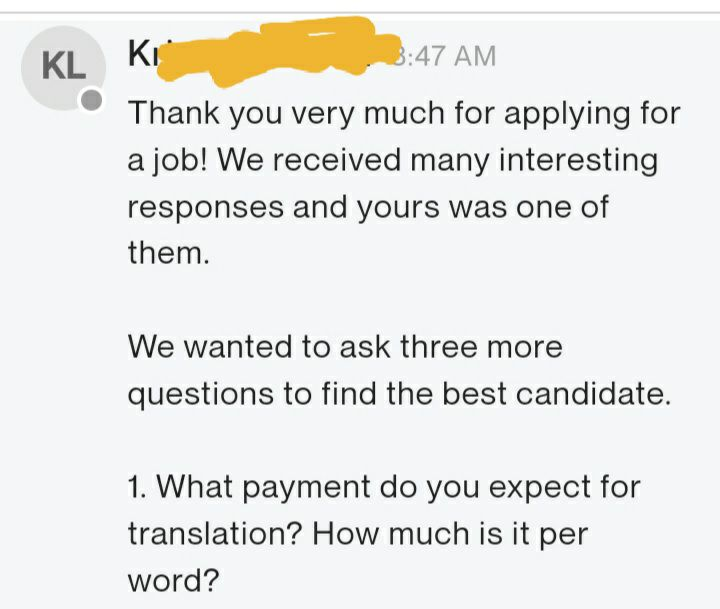 KL
:47 AM
Thank you very much for applying for
a job! We received many interesting
responses and yours was one of
them.
We wanted to ask three more
questions to find the best candidate.
1. What payment do you expect for
translation? How much is it per
word?